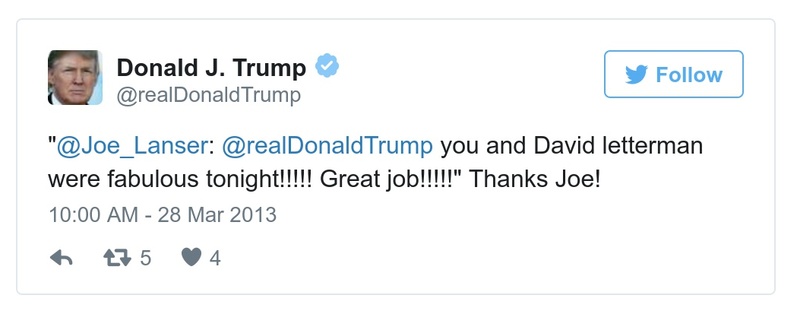 Donald J. Trump
@realDonaldTrump
Follow
"@Joe_Lanser: @realDonaldTrump you and David letterman
were fabulous tonight!!!!! Great job!!!!!" Thanks Joe!
10:00 AM - 28 Mar 2013
5 4